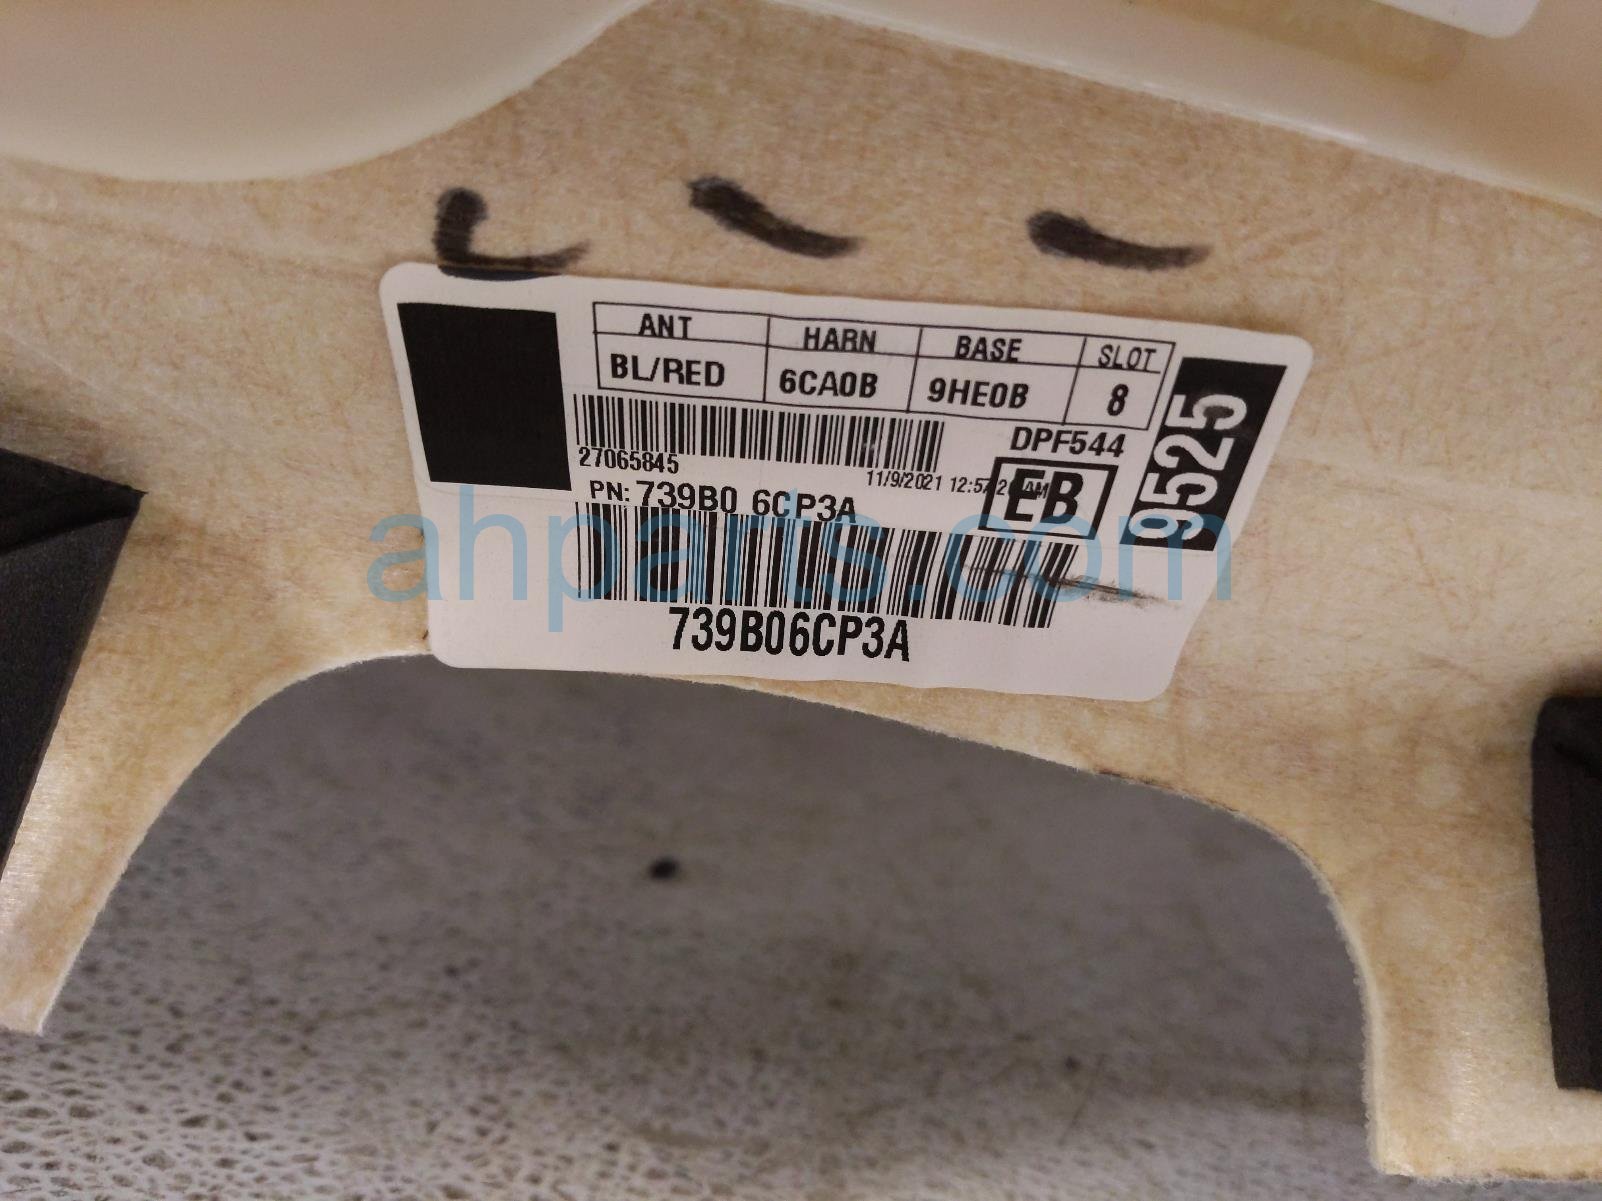 ANT HARN BASE SLOT
BL/RED 6CA0B 9HE0B 8
DPF544
27065845
11/9/2021 12:57:2 AM
EB
9525
PN: 739B0 6CP3A
739B06CP3A
ahparts.com